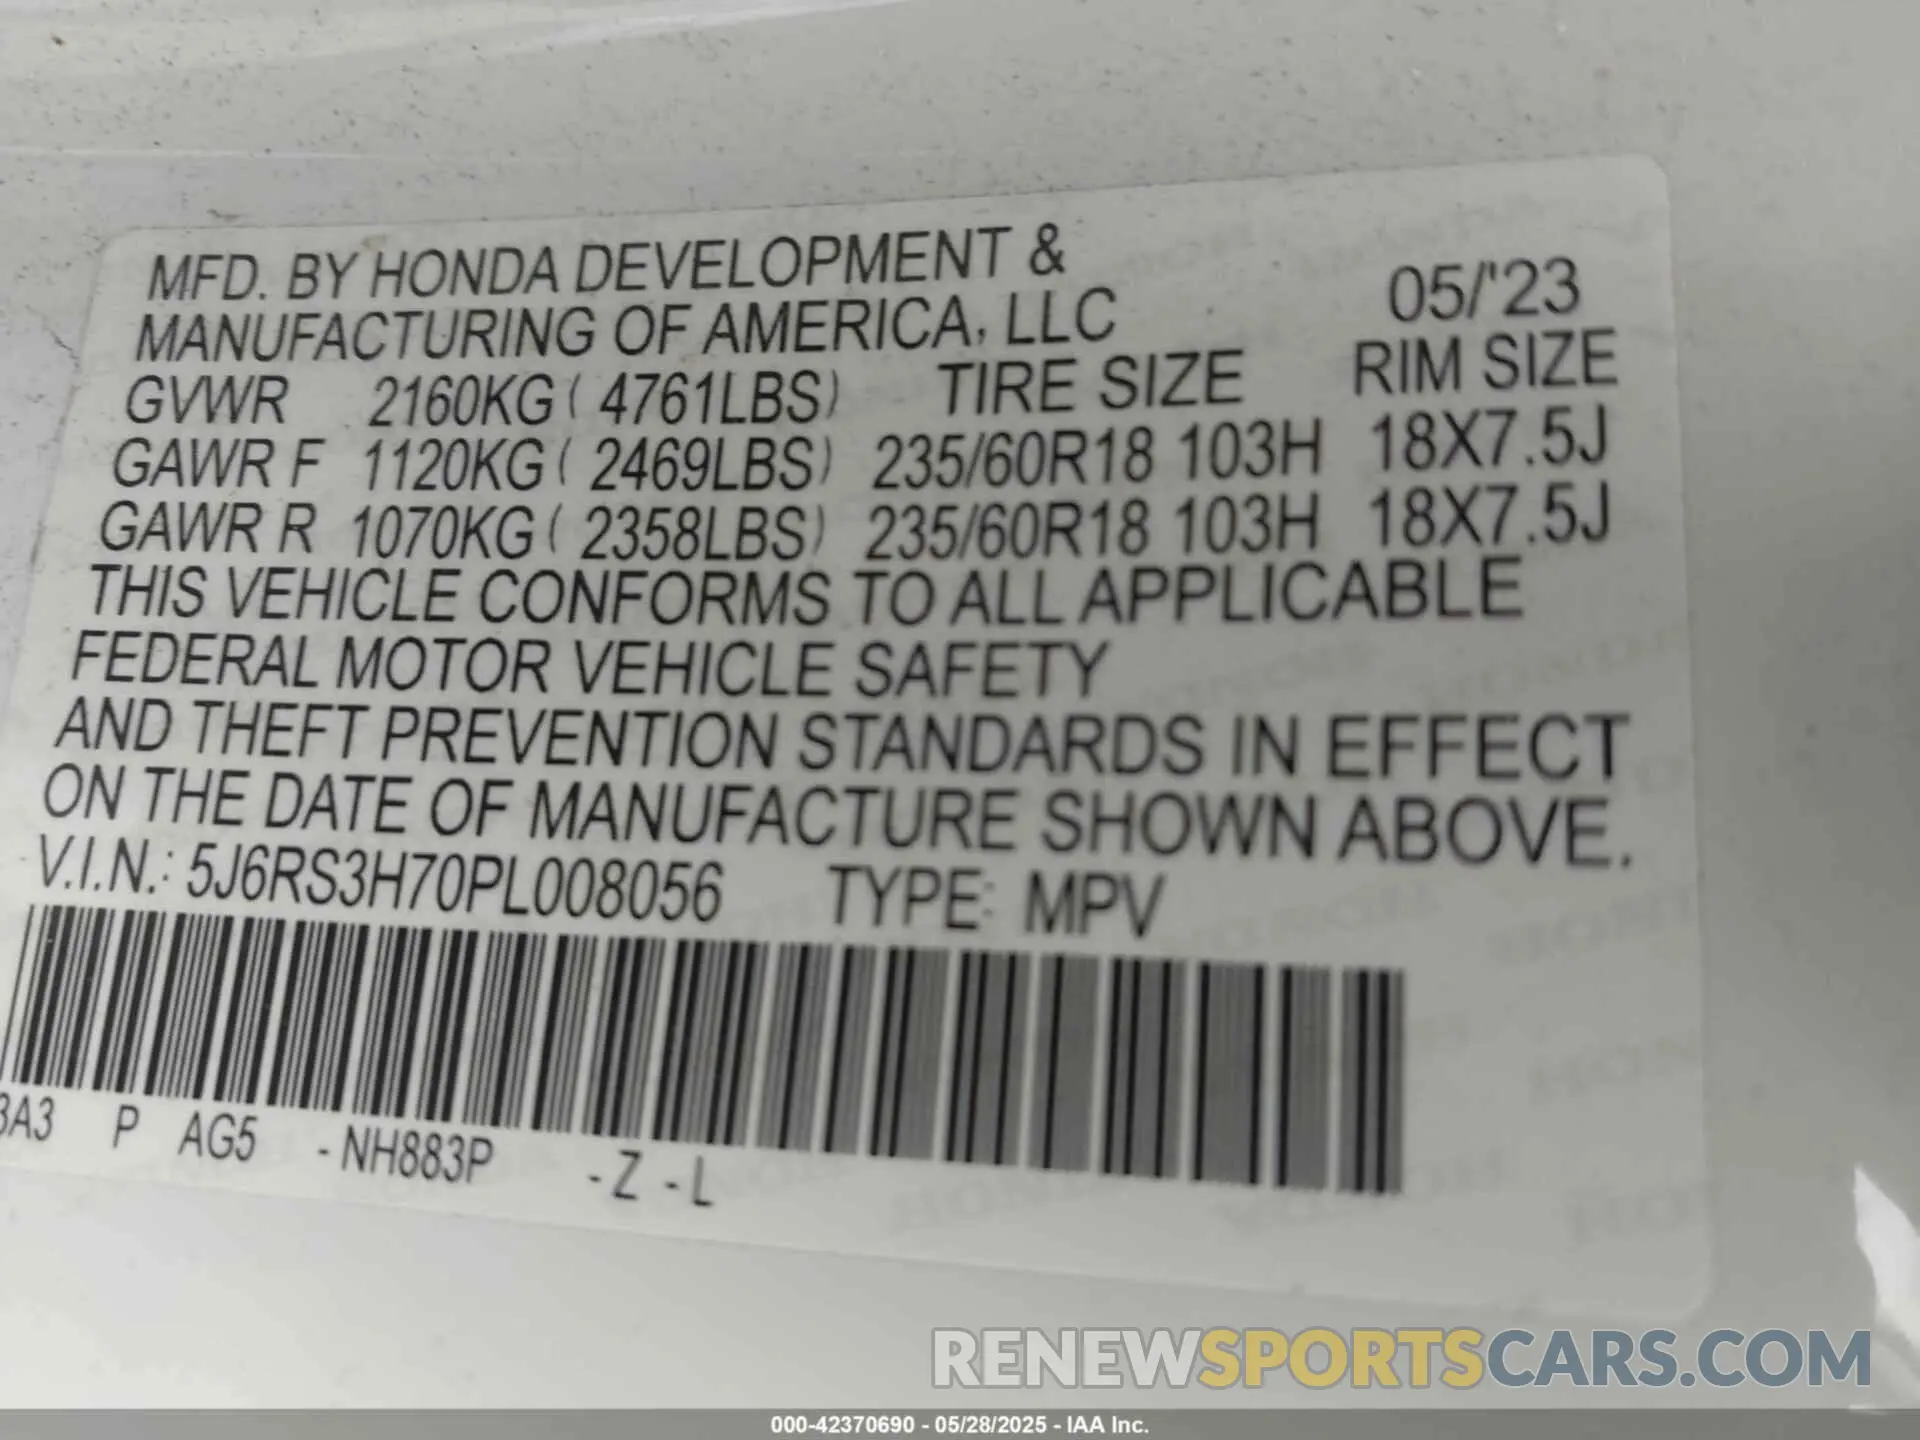 MFD. BY HONDA DEVELOPMENT &
MANUFACTURING OF AMERICA, LLC 05/'23
GVWR 2160KG ( 4761LBS) TIRE SIZE RIM SIZE
GAWR F 1120KG ( 2469LBS) 235/60R18 103H 18X7.5J
GAWR R 1070KG ( 2358LBS) 235/60R18 103H 18X7.5J
THIS VEHICLE CONFORMS TO ALL APPLICABLE
FEDERAL MOTOR VEHICLE SAFETY
AND THEFT PREVENTION STANDARDS IN EFFECT
ON THE DATE OF MANUFACTURE SHOWN ABOVE.
V.I.N.: 5J6RS3H70PL008056 TYPE: MPV
3A3 P AG5 -NH883P -Z -L
RENEWSPORTSCARS.COM
000-42370690 - 05/28/2025 - IAA Inc.